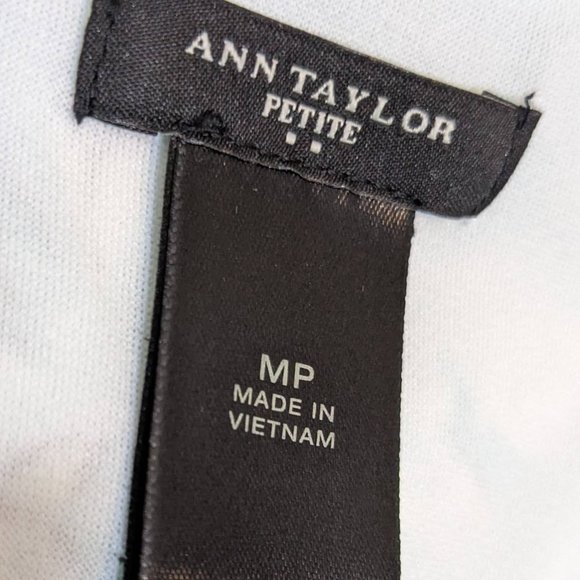 ANN TAYLOR
PETITE
MP
MADE IN
VIETNAM